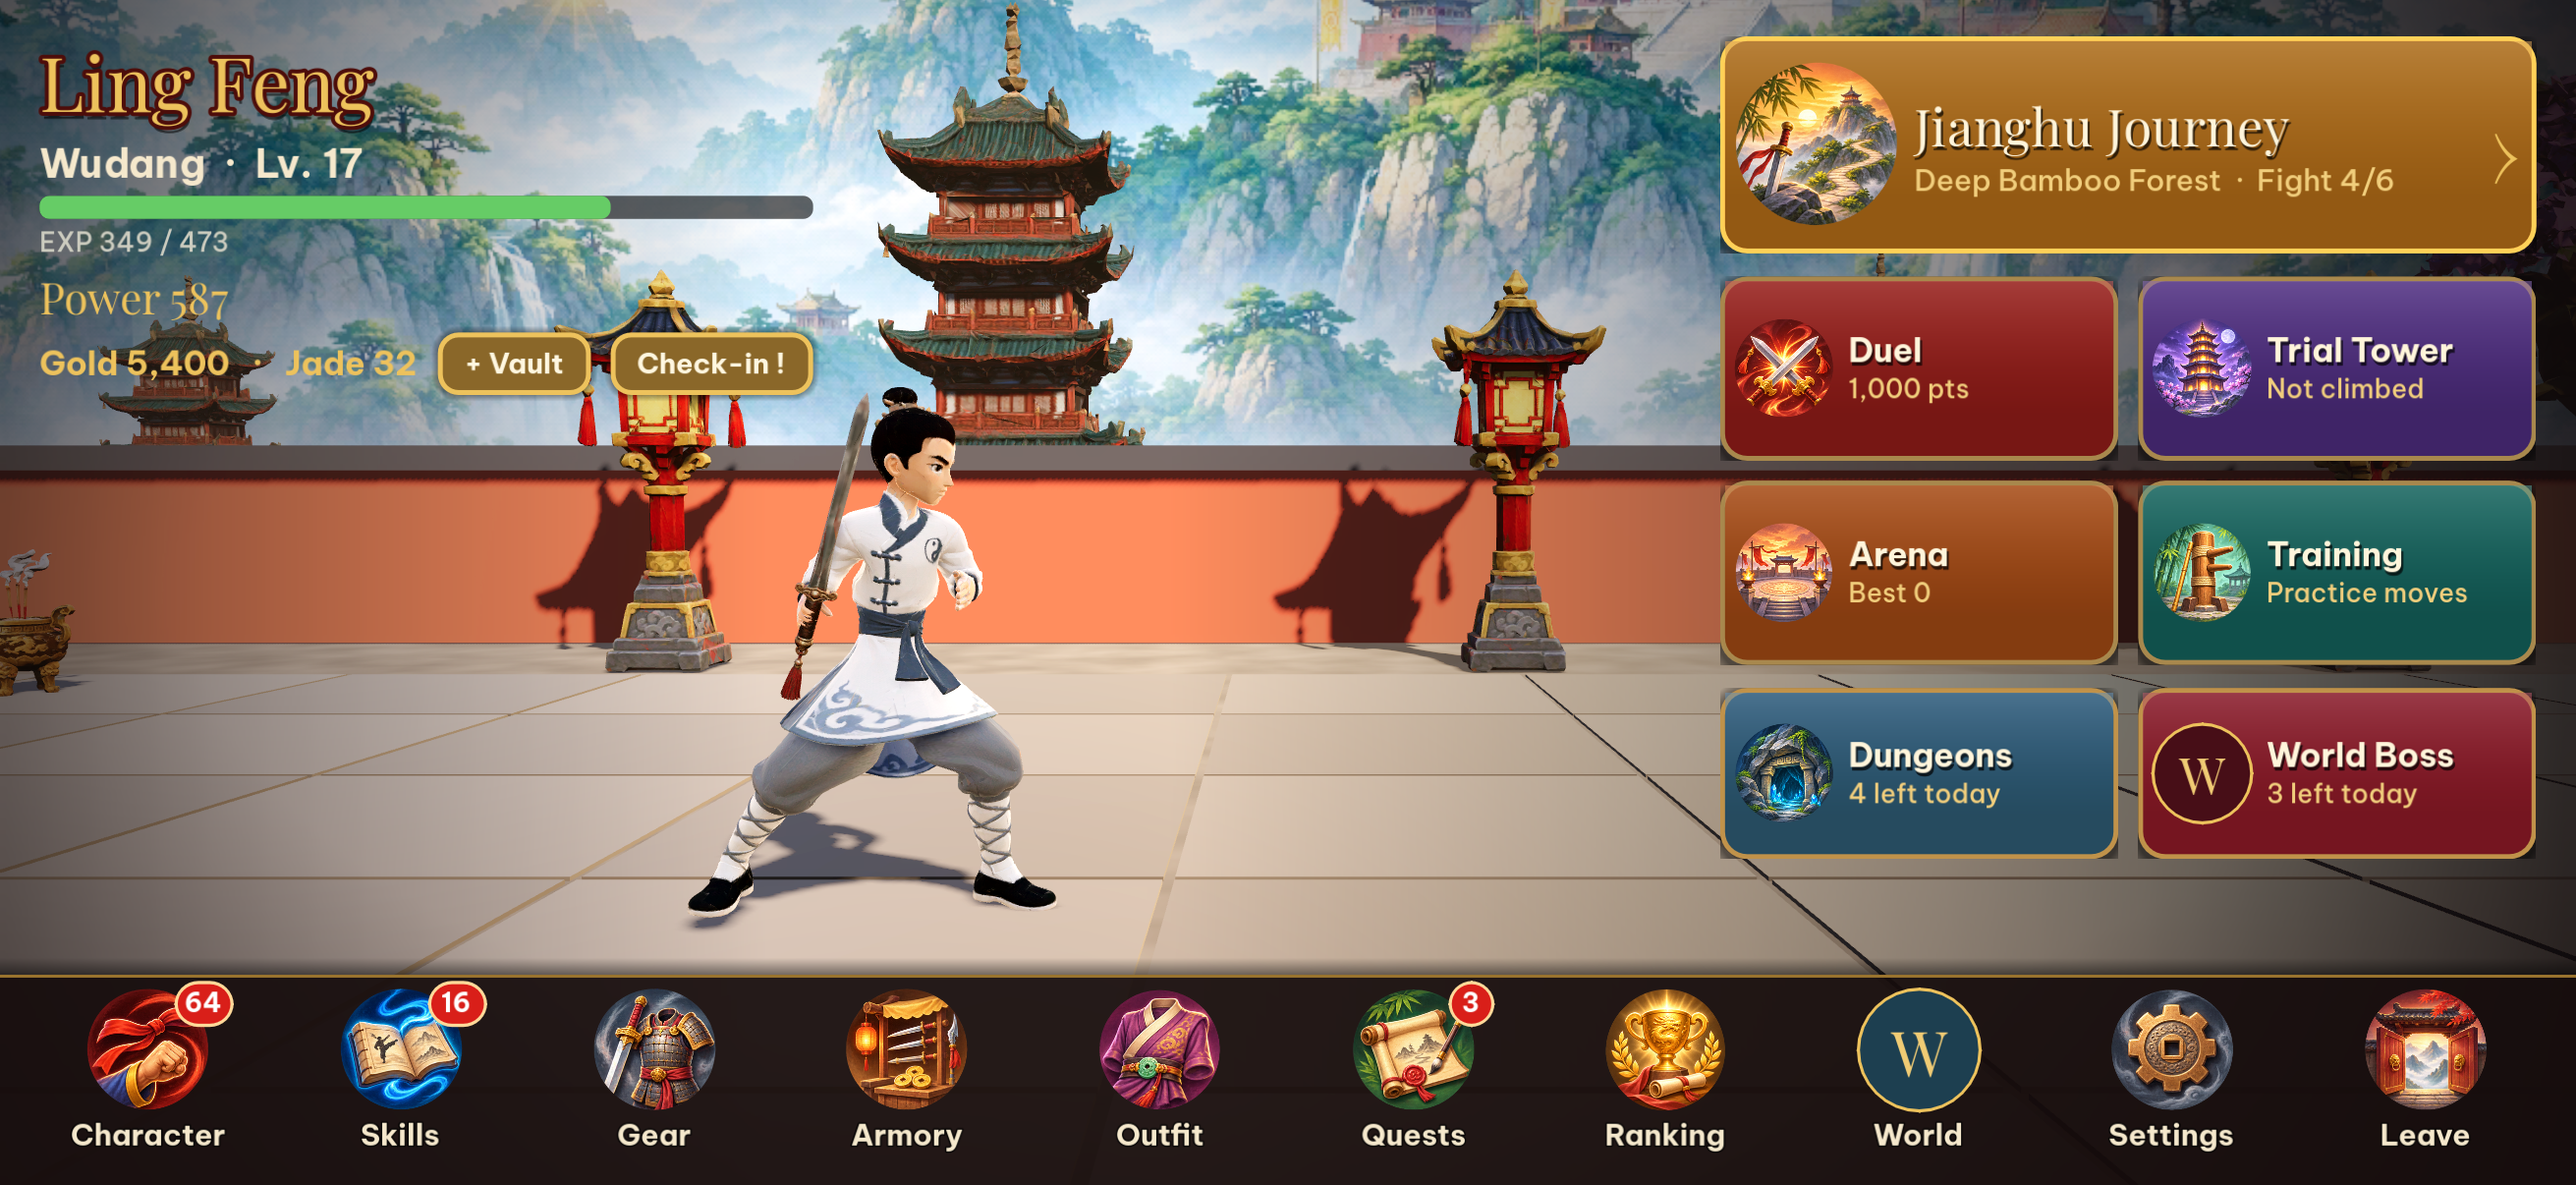 Ling Feng
Wudang · Lv. 17
EXP 349 / 473
Power 587
Gold 5,400 · Jade 32
+ Vault
Check-in !
Jianghu Journey
Deep Bamboo Forest · Fight 4/6
Duel
1,000 pts
Trial Tower
Not climbed
Arena
Best 0
Training
Practice moves
Dungeons
4 left today
W
World Boss
3 left today
64
Character
16
Skills
Gear
Armory
Outfit
3
Quests
Ranking
W
World
Settings
Leave